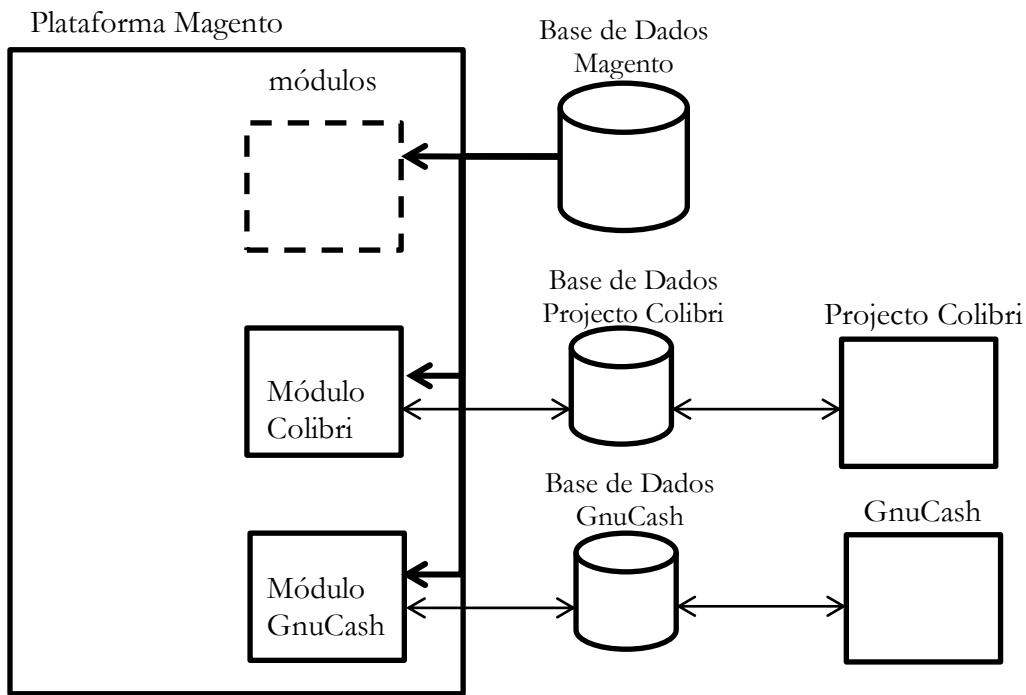 Plataforma Magento
Base de Dados
Magento
módulos
Base de Dados
Projecto Colibri
Projecto Colibri
Módulo
Colibri
Base de Dados
GnuCash
GnuCash
Módulo
GnuCash